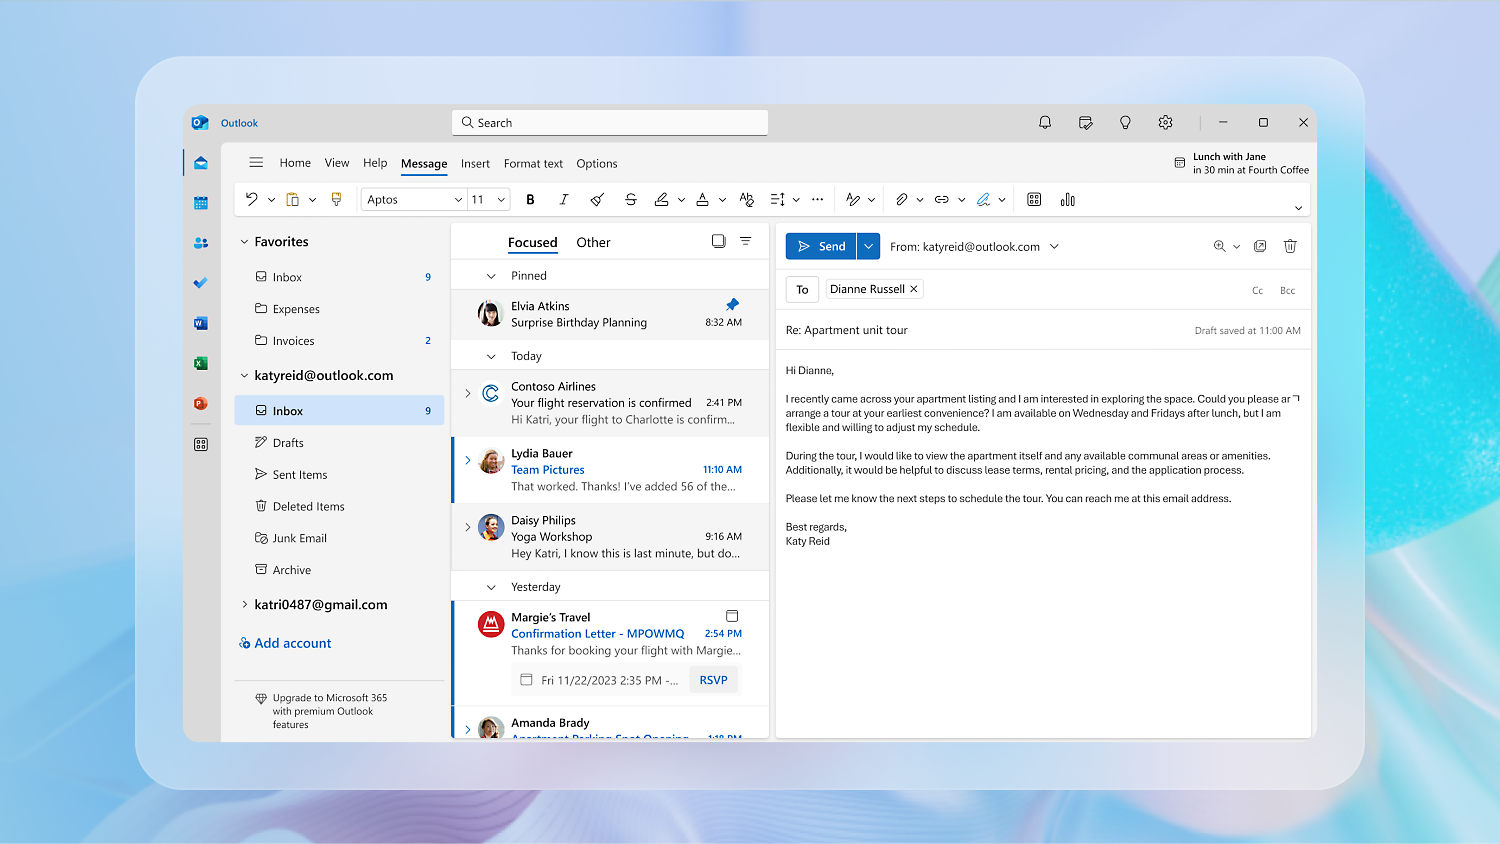 Outlook
Search
Home View Help Message Insert Format text Options
Lunch with Jane
in 30 min at Fourth Coffee
Aptos 11 B I
Favorites
Inbox 9
Expenses
Invoices 2
katyreid@outlook.com
Inbox 9
Drafts
Sent Items
Deleted Items
Junk Email
Archive
katri0487@gmail.com
Add account
Upgrade to Microsoft 365
with premium Outlook
features
Focused Other
Pinned
Elvia Atkins
Surprise Birthday Planning 8:32 AM
Today
Contoso Airlines
Your flight reservation is confirmed 2:41 PM
Hi Katri, your flight to Charlotte is confirm...
Lydia Bauer
Team Pictures 11:10 AM
That worked. Thanks! I've added 56 of the...
Daisy Philips
Yoga Workshop 9:16 AM
Hey Katri, I know this is last minute, but do...
Yesterday
Margie's Travel
Confirmation Letter - MPOWMQ 2:54 PM
Thanks for booking your flight with Margie...
Fri 11/22/2023 2:35 PM -... RSVP
Amanda Brady
Apartment Parking Spot Opening 1:18 PM
Send From: katyreid@outlook.com
To Dianne Russell Cc Bcc
Re: Apartment unit tour Draft saved at 11:00 AM
Hi Dianne,
I recently came across your apartment listing and I am interested in exploring the space. Could you please ar
arrange a tour at your earliest convenience? I am available on Wednesday and Fridays after lunch, but I am
flexible and willing to adjust my schedule.
During the tour, I would like to view the apartment itself and any available communal areas or amenities.
Additionally, it would be helpful to discuss lease terms, rental pricing, and the application process.
Please let me know the next steps to schedule the tour. You can reach me at this email address.
Best regards,
Katy Reid